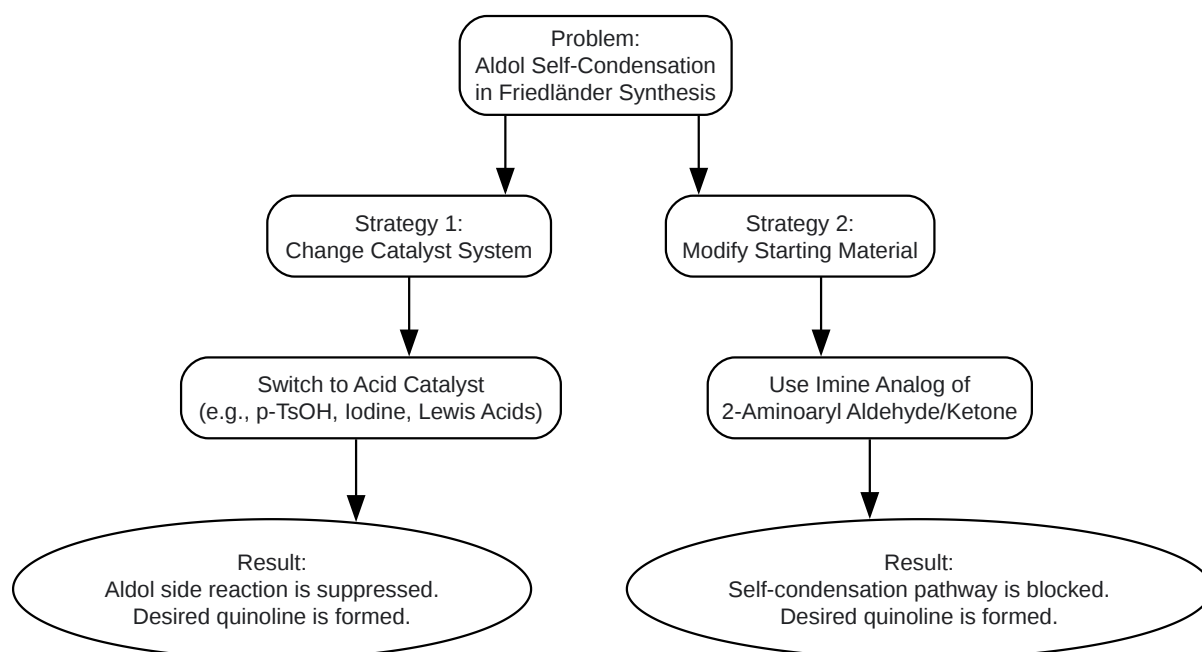 Problem:
Aldol Self-Condensation
in Friedländer Synthesis
Strategy 1:
Change Catalyst System
Strategy 2:
Modify Starting Material
Switch to Acid Catalyst
(e.g., p-TsOH, Iodine, Lewis Acids)
Use Imine Analog of
2-Aminoaryl Aldehyde/Ketone
Result:
Aldol side reaction is suppressed.
Desired quinoline is formed.
Result:
Self-condensation pathway is blocked.
Desired quinoline is formed.